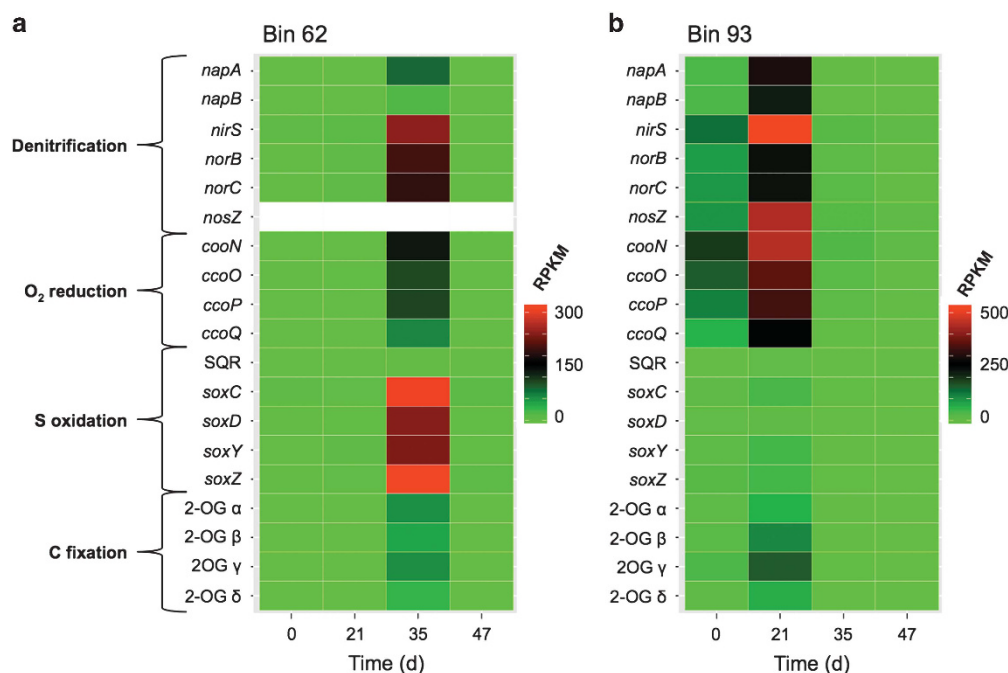 a
Bin 62
Denitrification
napA
napB
nirS
norB
norC
nosZ
O₂ reduction
cooN
ccoO
ccoP
ccoQ
S oxidation
SQR
soxC
soxD
soxY
soxZ
C fixation
2-OG α
2-OG β
2OG γ
2-OG δ
0 21 35 47
Time (d)
RPKM
300
150
0
b
Bin 93
napA
napB
nirS
norB
norC
nosZ
cooN
ccoO
ccoP
ccoQ
SQR
soxC
soxD
soxY
soxZ
2-OG α
2-OG β
2OG γ
2-OG δ
0 21 35 47
Time (d)
RPKM
500
250
0